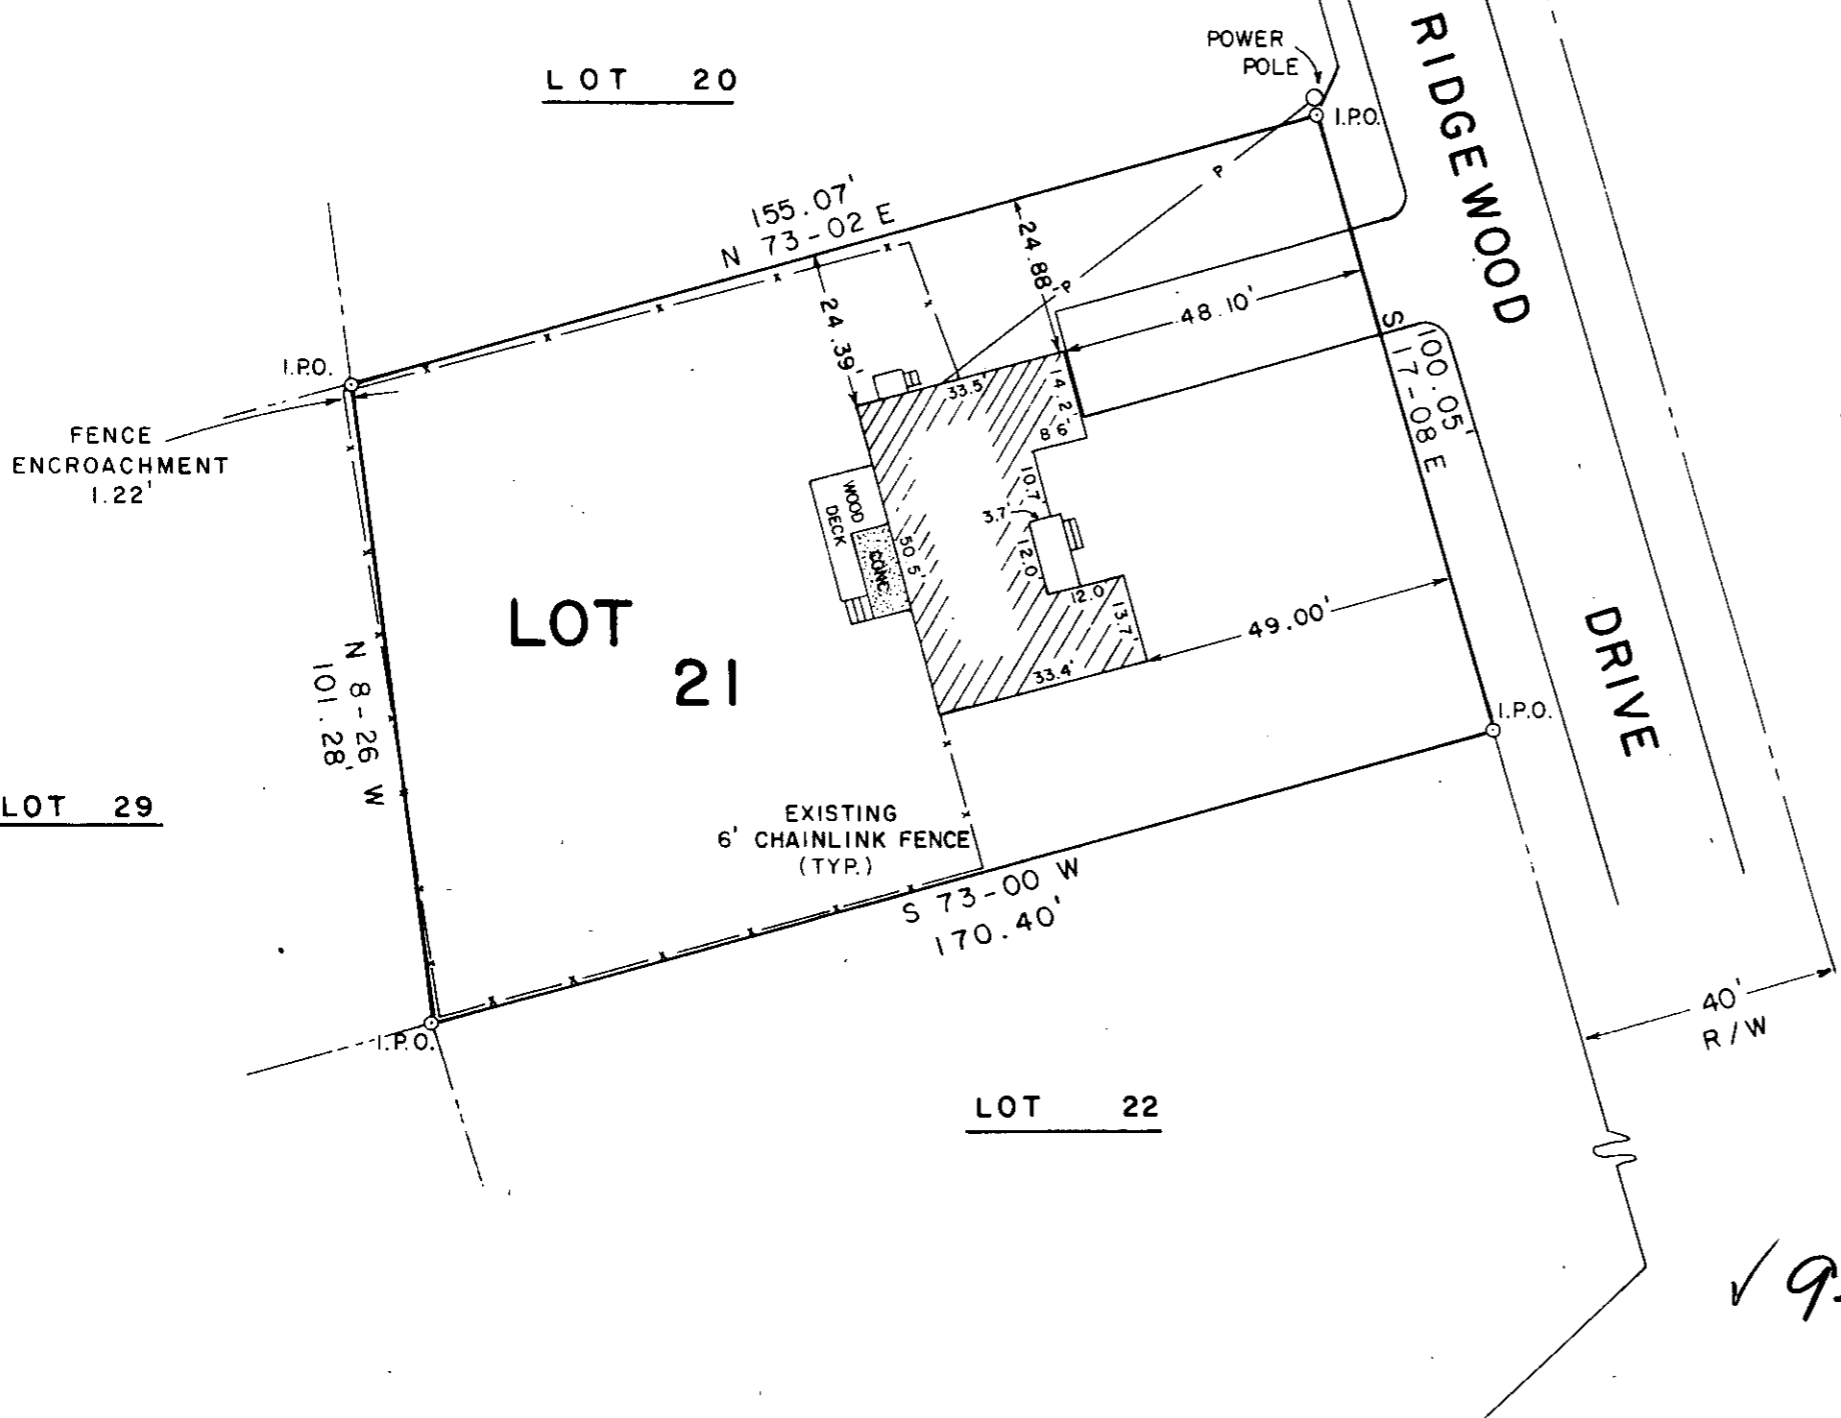 POWER
POLE
I.P.O.
RIDGEWOOD
DRIVE
LOT 20
155.07'
N 73-02 E
24.88'
P
P
48.10'
24.39'
33.5'
14.2'
8.6'
10.7'
3.7'
12.0'
12.0
13.7'
33.4'
50.5'
WOOD
DECK
CONC
49.00'
S 17-08 E
100.05'
I.P.O.
FENCE
ENCROACHMENT
1.22'
LOT
21
N 8-26 W
101.28'
LOT 29
EXISTING
6' CHAINLINK FENCE
(TYP.)
S 73-00 W
170.40'
I.P.O.
I.P.O.
40'
R/W
LOT 22